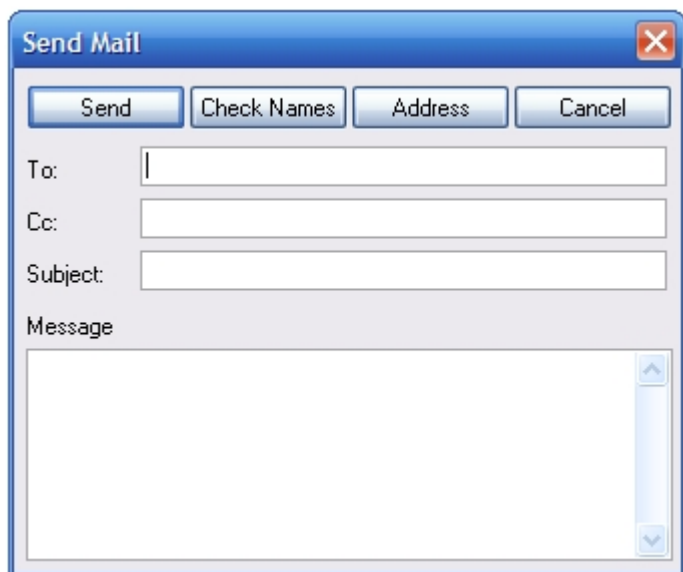 Send Mail
Send Check Names Address Cancel
To:
Cc:
Subject:
Message